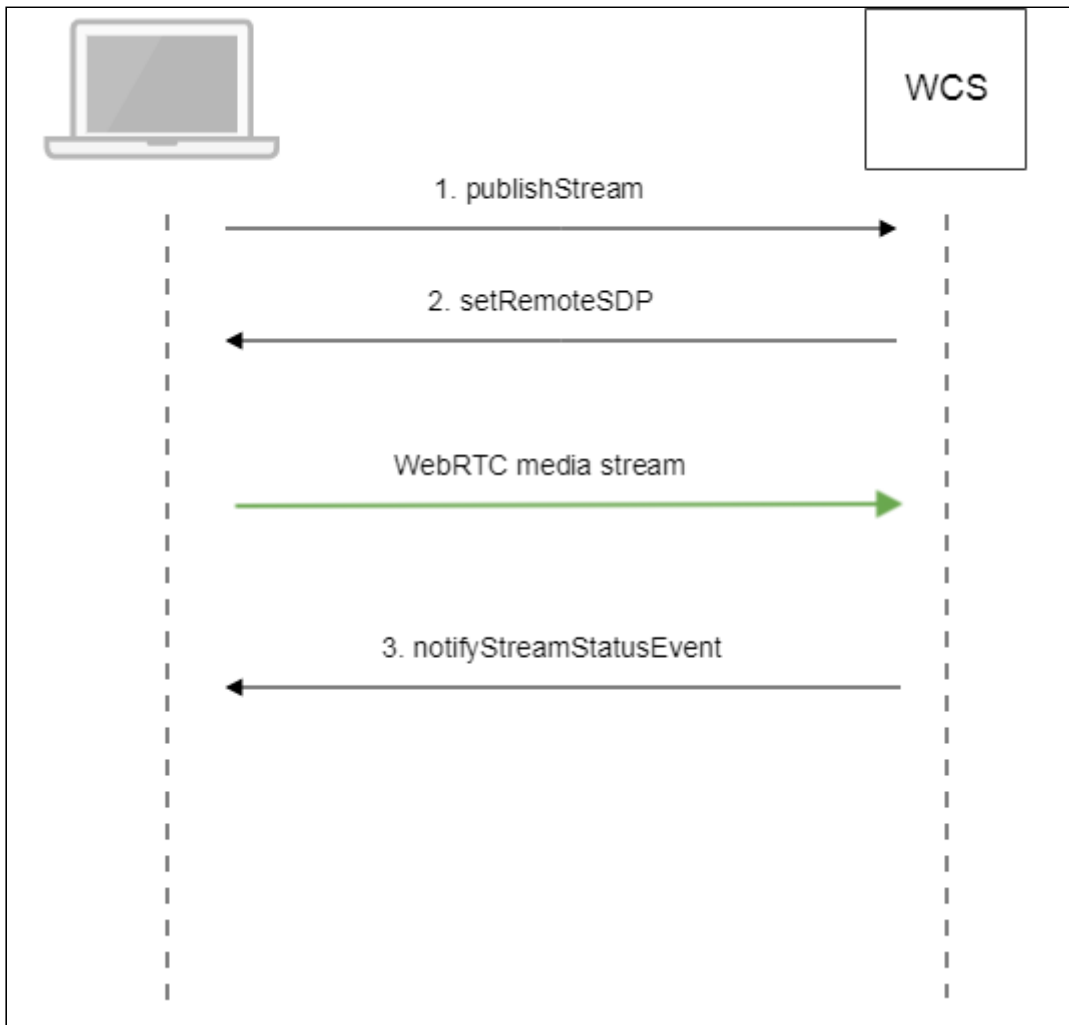 WCS
1. publishStream
2. setRemoteSDP
WebRTC media stream
3. notifyStreamStatusEvent